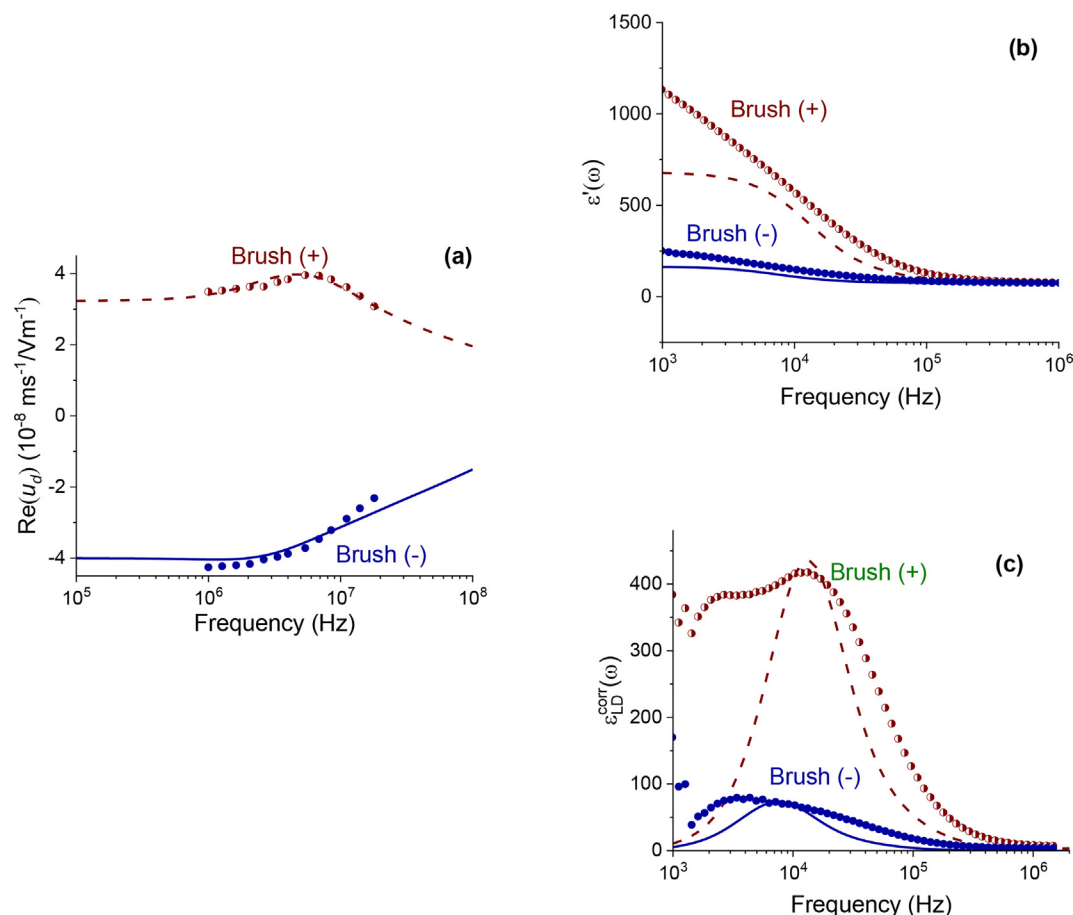 (a)
Brush (+)
Brush (-)
4
2
0
-2
-4
Re(u_d) (10⁻⁸ ms⁻¹/Vm⁻¹)
10⁵ 10⁶ 10⁷ 10⁸
Frequency (Hz)
(b)
Brush (+)
Brush (-)
1500
1000
500
0
ε'(ω)
10³ 10⁴ 10⁵ 10⁶
Frequency (Hz)
(c)
Brush (+)
Brush (-)
400
300
200
100
0
ε_LD^corr(ω)
10³ 10⁴ 10⁵ 10⁶
Frequency (Hz)